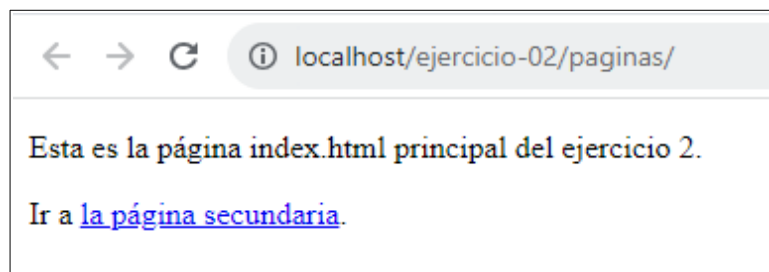 localhost/ejercicio-02/paginas/
Esta es la página index.html principal del ejercicio 2.
Ir a la página secundaria.